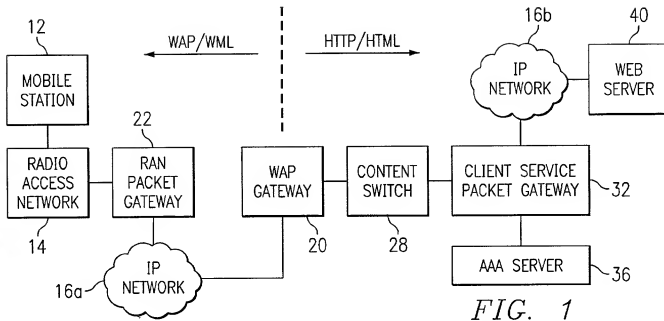 12
MOBILE
STATION
WAP/WML
HTTP/HTML
16b
IP
NETWORK
40
WEB
SERVER
22
RADIO
ACCESS
NETWORK
14
RAN
PACKET
GATEWAY
WAP
GATEWAY
20
CONTENT
SWITCH
28
CLIENT SERVICE
PACKET GATEWAY
32
16a
IP
NETWORK
AAA SERVER
36
FIG. 1